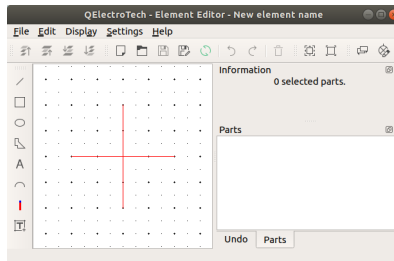 QElectroTech - Element Editor - New element name
File Edit Display Settings Help
Information
0 selected parts.
Parts
A
T
Undo Parts